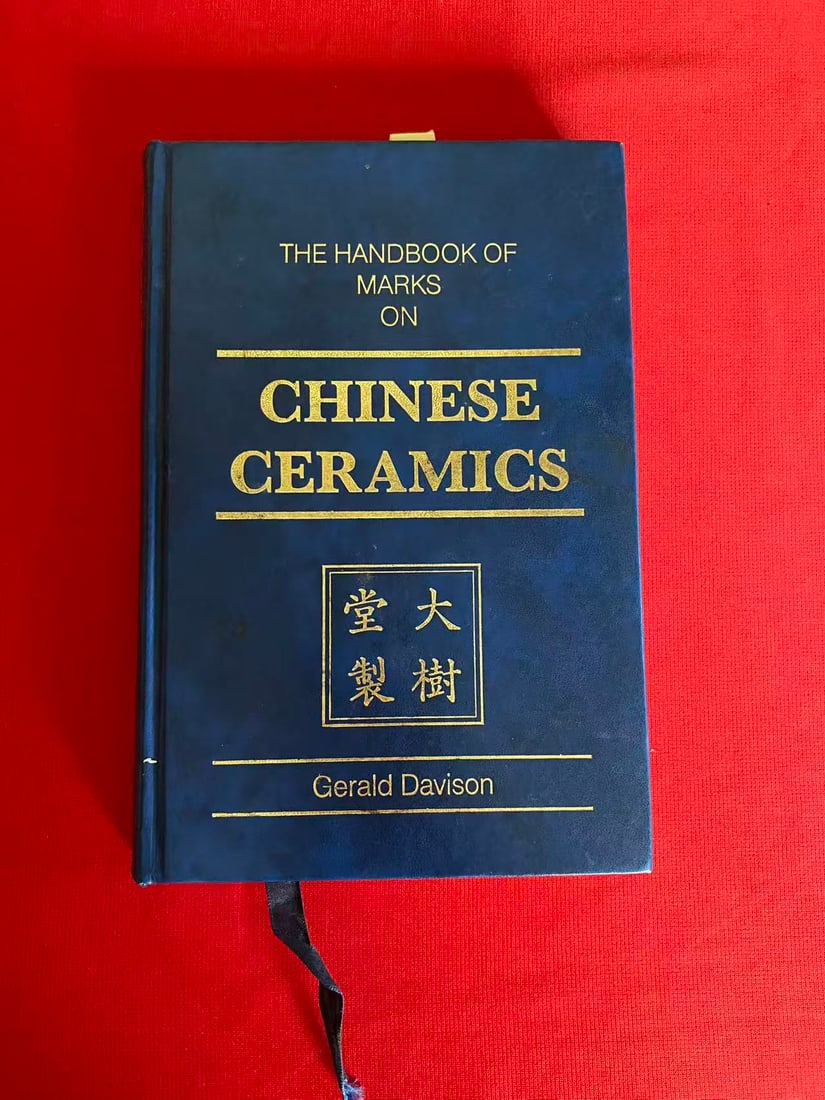 THE HANDBOOK OF
MARKS
ON
CHINESE
CERAMICS
大樹
堂製
Gerald Davison